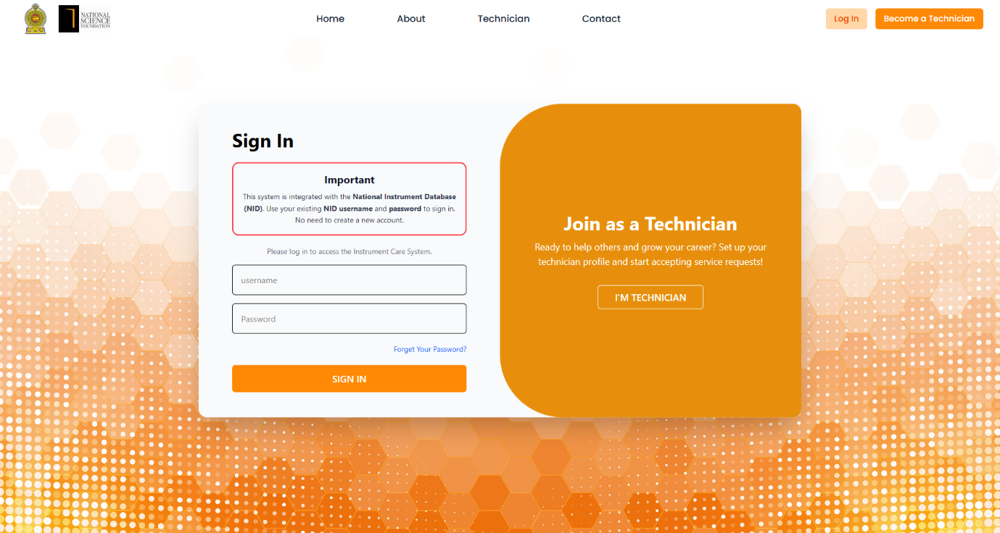 NATIONAL
SCIENCE
FOUNDATION
Home
About
Technician
Contact
Log In
Become a Technician
Sign In
Important
This system is integrated with the National Instrument Database
(NID). Use your existing NID username and password to sign in.
No need to create a new account.
Please log in to access the Instrument Care System.
username
Password
Forget Your Password?
SIGN IN
Join as a Technician
Ready to help others and grow your career? Set up your
technician profile and start accepting service requests!
I'M TECHNICIAN